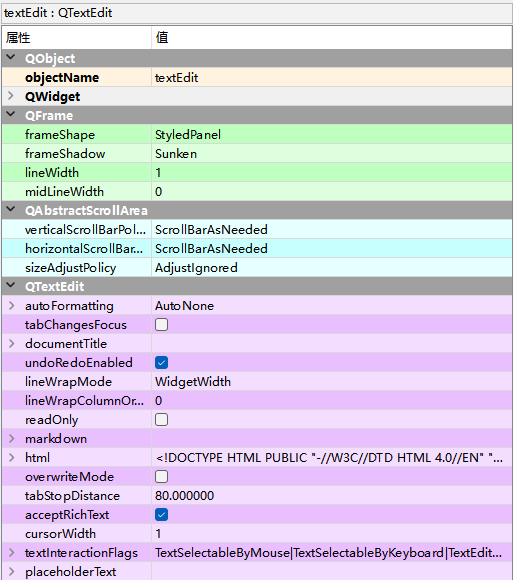 textEdit : QTextEdit
属性 值
QObject
objectName textEdit
QWidget
QFrame
frameShape StyledPanel
frameShadow Sunken
lineWidth 1
midLineWidth 0
QAbstractScrollArea
verticalScrollBarPol... ScrollBarAsNeeded
horizontalScrollBar... ScrollBarAsNeeded
sizeAdjustPolicy AdjustIgnored
QTextEdit
autoFormatting AutoNone
tabChangesFocus
documentTitle
undoRedoEnabled
lineWrapMode WidgetWidth
lineWrapColumnOr... 0
readOnly
markdown
html <!DOCTYPE HTML PUBLIC "-//W3C//DTD HTML 4.0//EN" "...
overwriteMode
tabStopDistance 80.000000
acceptRichText
cursorWidth 1
textInteractionFlags TextSelectableByMouse|TextSelectableByKeyboard|TextEdit...
placeholderText